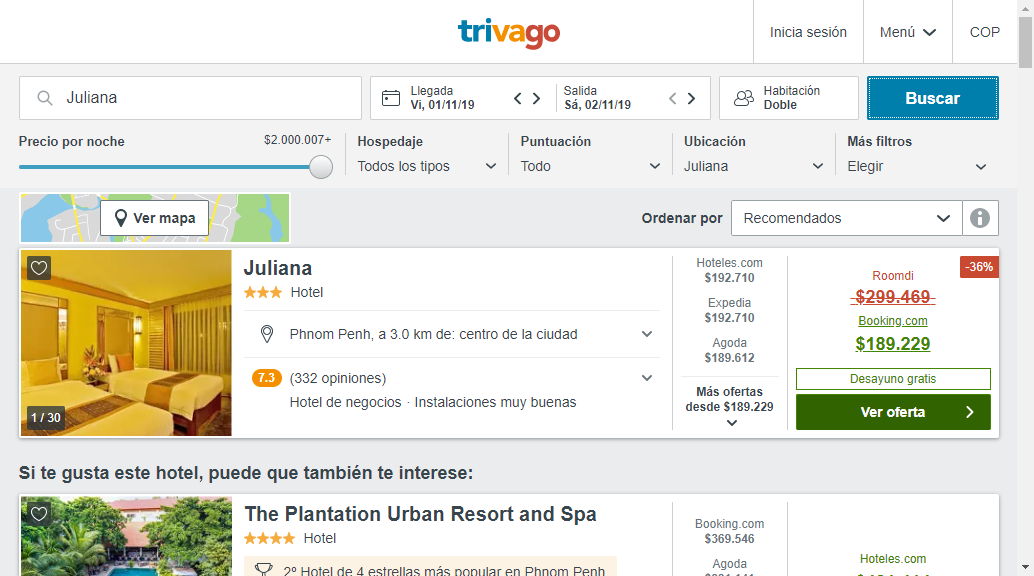 trivago
Inicia sesión
Menú
COP
Juliana
Llegada
Vi, 01/11/19
Salida
Sá, 02/11/19
Habitación
Doble
Buscar
Precio por noche
$2.000.007+
Hospedaje
Todos los tipos
Puntuación
Todo
Ubicación
Juliana
Más filtros
Elegir
Ver mapa
Ordenar por
Recomendados
Juliana
Hotel
Phnom Penh, a 3.0 km de: centro de la ciudad
7.3 (332 opiniones)
Hotel de negocios · Instalaciones muy buenas
1 / 30
Hoteles.com
$192.710
Expedia
$192.710
Agoda
$189.612
Más ofertas
desde $189.229
-36%
Roomdi
$299.469
Booking.com
$189.229
Desayuno gratis
Ver oferta
Si te gusta este hotel, puede que también te interese:
The Plantation Urban Resort and Spa
Hotel
2º Hotel de 4 estrellas más popular en Phnom Penh
Booking.com
$369.546
Agoda
Hoteles.com